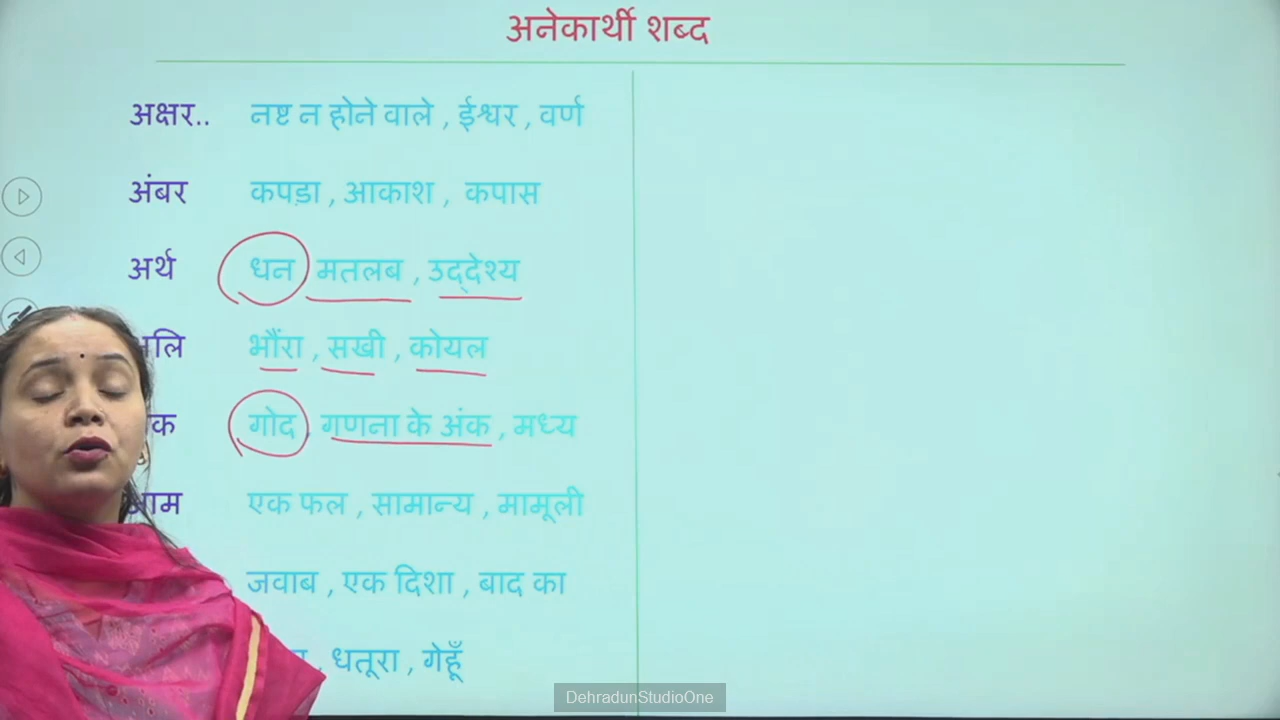 अनेकार्थी शब्द
अक्षर.. नष्ट न होने वाले , ईश्वर , वर्ण
अंबर कपड़ा , आकाश , कपास
अर्थ धन मतलब , उद्देश्य
भौंरा , सखी , कोयल
गोद , गणना के अंक , मध्य
एक फल , सामान्य , मामूली
जवाब , एक दिशा , बाद का
, धतूरा , गेहूँ
DehradunStudioOne